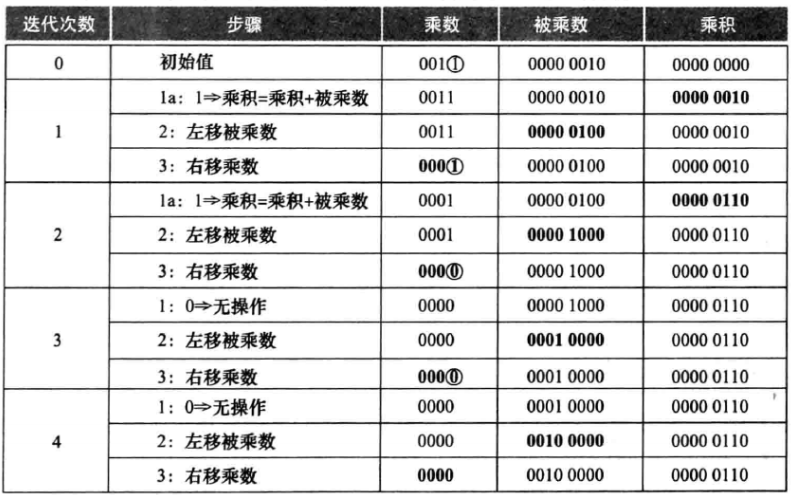 迭代次数 步骤 乘数 被乘数 乘积
0 初始值 001① 0000 0010 0000 0000
1a：1⇒乘积=乘积+被乘数 0011 0000 0010 0000 0010
1 2：左移被乘数 0011 0000 0100 0000 0010
3：右移乘数 000① 0000 0100 0000 0010
1a：1⇒乘积=乘积+被乘数 0001 0000 0100 0000 0110
2 2：左移被乘数 0001 0000 1000 0000 0110
3：右移乘数 000⓪ 0000 1000 0000 0110
1：0⇒无操作 0000 0000 1000 0000 0110
3 2：左移被乘数 0000 0001 0000 0000 0110
3：右移乘数 000⓪ 0001 0000 0000 0110
1：0⇒无操作 0000 0001 0000 0000 0110
4 2：左移被乘数 0000 0010 0000 0000 0110
3：右移乘数 0000 0010 0000 0000 0110